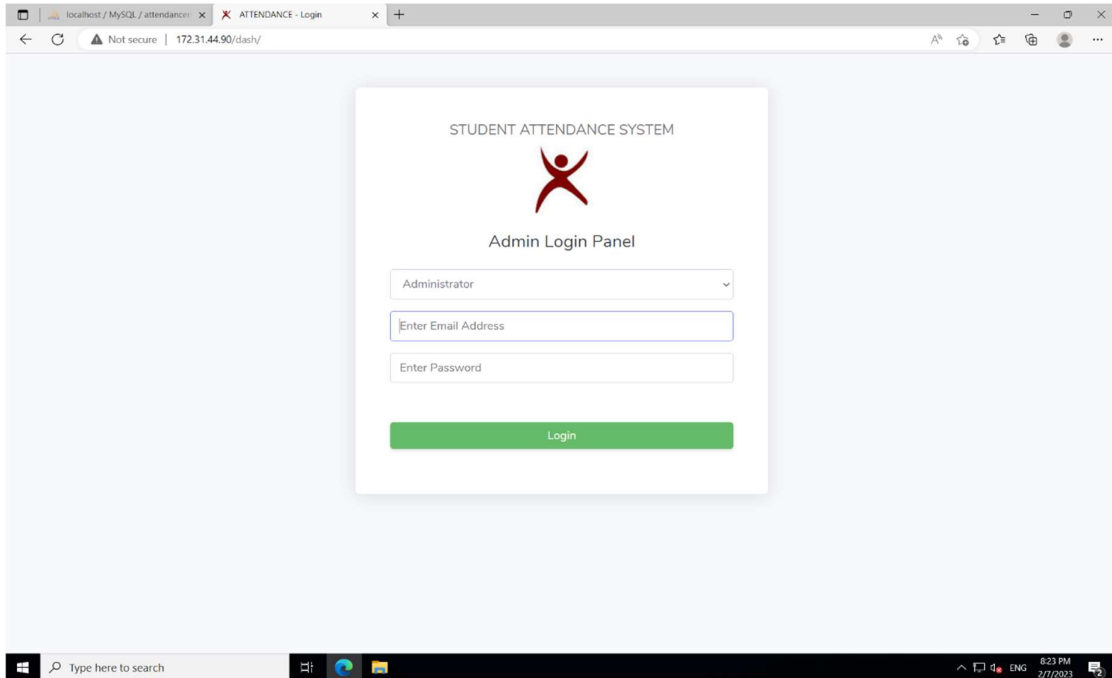 localhost / MySQL / attendance
ATTENDANCE - Login
Not secure | 172.31.44.90/dash/
STUDENT ATTENDANCE SYSTEM
Admin Login Panel
Administrator
Enter Email Address
Enter Password
Login
Type here to search
ENG
8:23 PM
2/7/2023
2